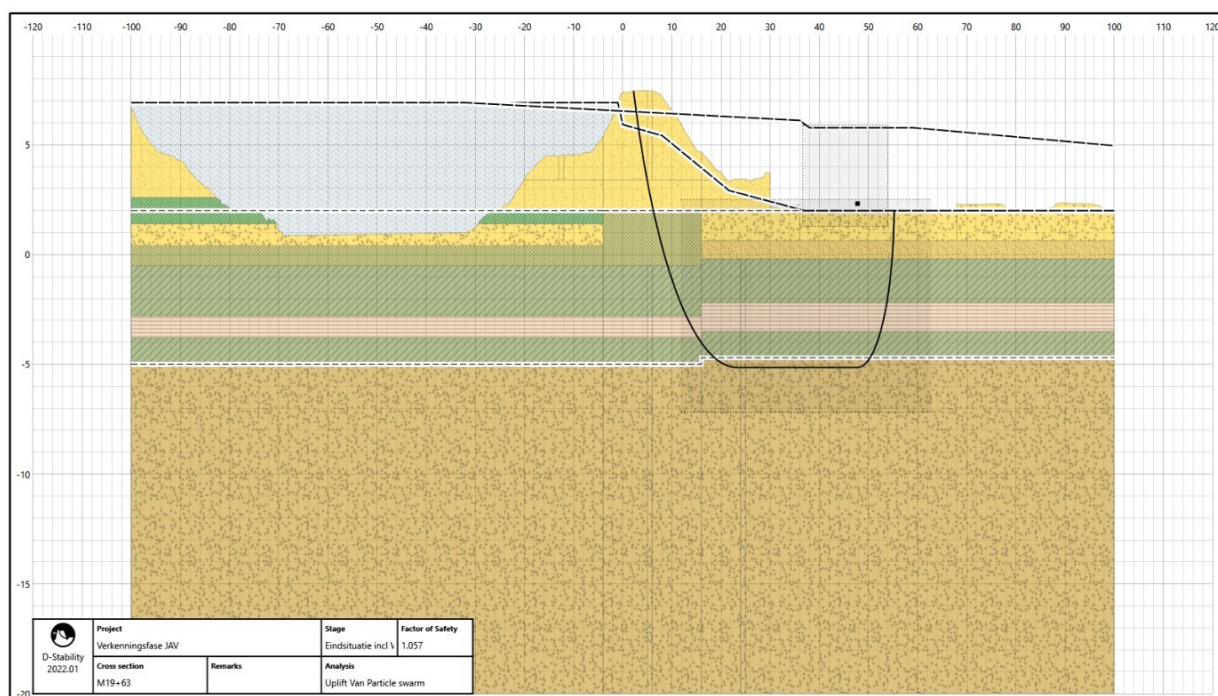 -120 -110 -100 -90 -80 -70 -60 -50 -40 -30 -20 -10 0 10 20 30 40 50 60 70 80 90 100 110 120
5
0
-5
-10
-15
-20
D-Stability
2022.01
Project
Verkenningsfase JAV
Stage
Eindsituatie incl
Factor of Safety
1.057
Cross section
M19+63
Remarks
Analysis
Uplift Van Particle swarm